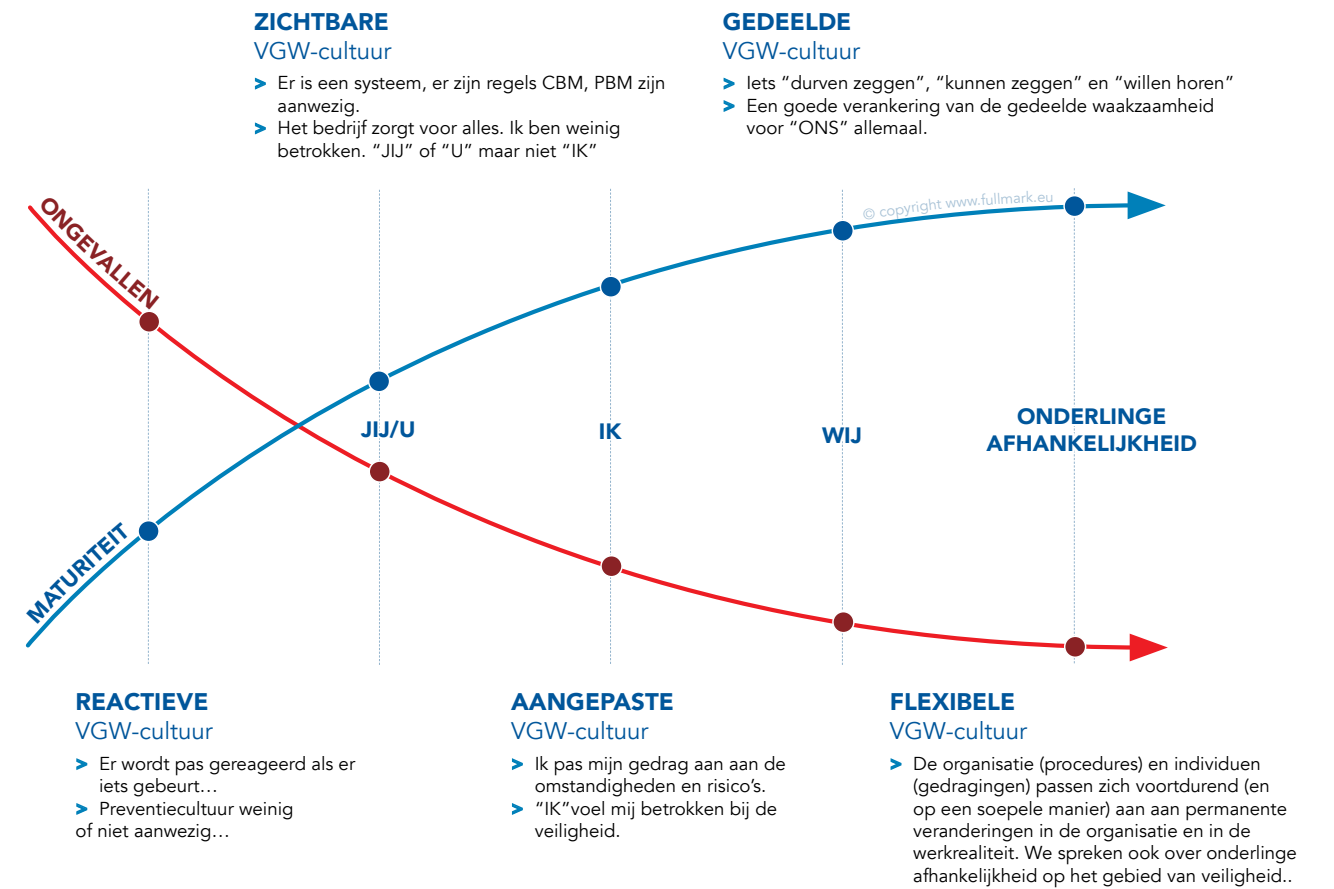 ZICHTBARE
VGW-cultuur
> Er is een systeem, er zijn regels CBM, PBM zijn
aanwezig.
> Het bedrijf zorgt voor alles. Ik ben weinig
betrokken. “JIJ” of “U” maar niet “IK”
GEDEELDE
VGW-cultuur
> Iets “durven zeggen”, “kunnen zeggen” en “willen horen”
> Een goede verankering van de gedeelde waakzaamheid
voor “ONS” allemaal.
© copyright www.fullmark.eu
ONGEVALLEN
MATURITEIT
JIJ/U
IK
WIJ
ONDERLINGE
AFHANKELIJKHEID
REACTIEVE
VGW-cultuur
> Er wordt pas gereageerd als er
iets gebeurt…
> Preventiecultuur weinig
of niet aanwezig…
AANGEPASTE
VGW-cultuur
> Ik pas mijn gedrag aan aan de
omstandigheden en risico’s.
> “IK”voel mij betrokken bij de
veiligheid.
FLEXIBELE
VGW-cultuur
> De organisatie (procedures) en individuen
(gedragingen) passen zich voortdurend (en
op een soepele manier) aan aan permanente
veranderingen in de organisatie en in de
werkrealiteit. We spreken ook over onderlinge
afhankelijkheid op het gebied van veiligheid..